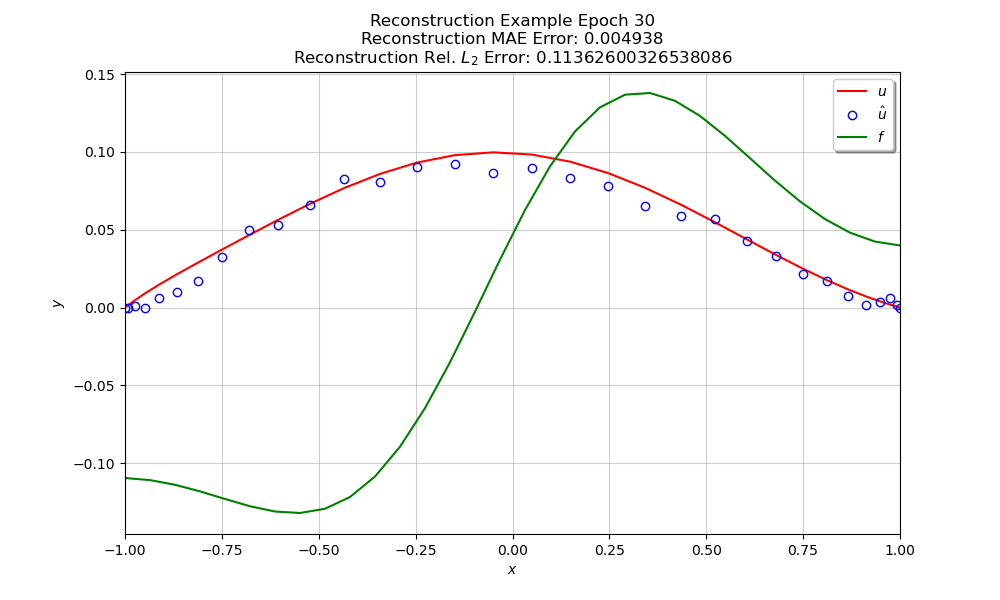 Reconstruction Example Epoch 30
Reconstruction MAE Error: 0.004938
Reconstruction Rel. L₂ Error: 0.11362600326538086
u
û
f
0.15
0.10
0.05
0.00
−0.05
−0.10
y
−1.00 −0.75 −0.50 −0.25 0.00 0.25 0.50 0.75 1.00
x